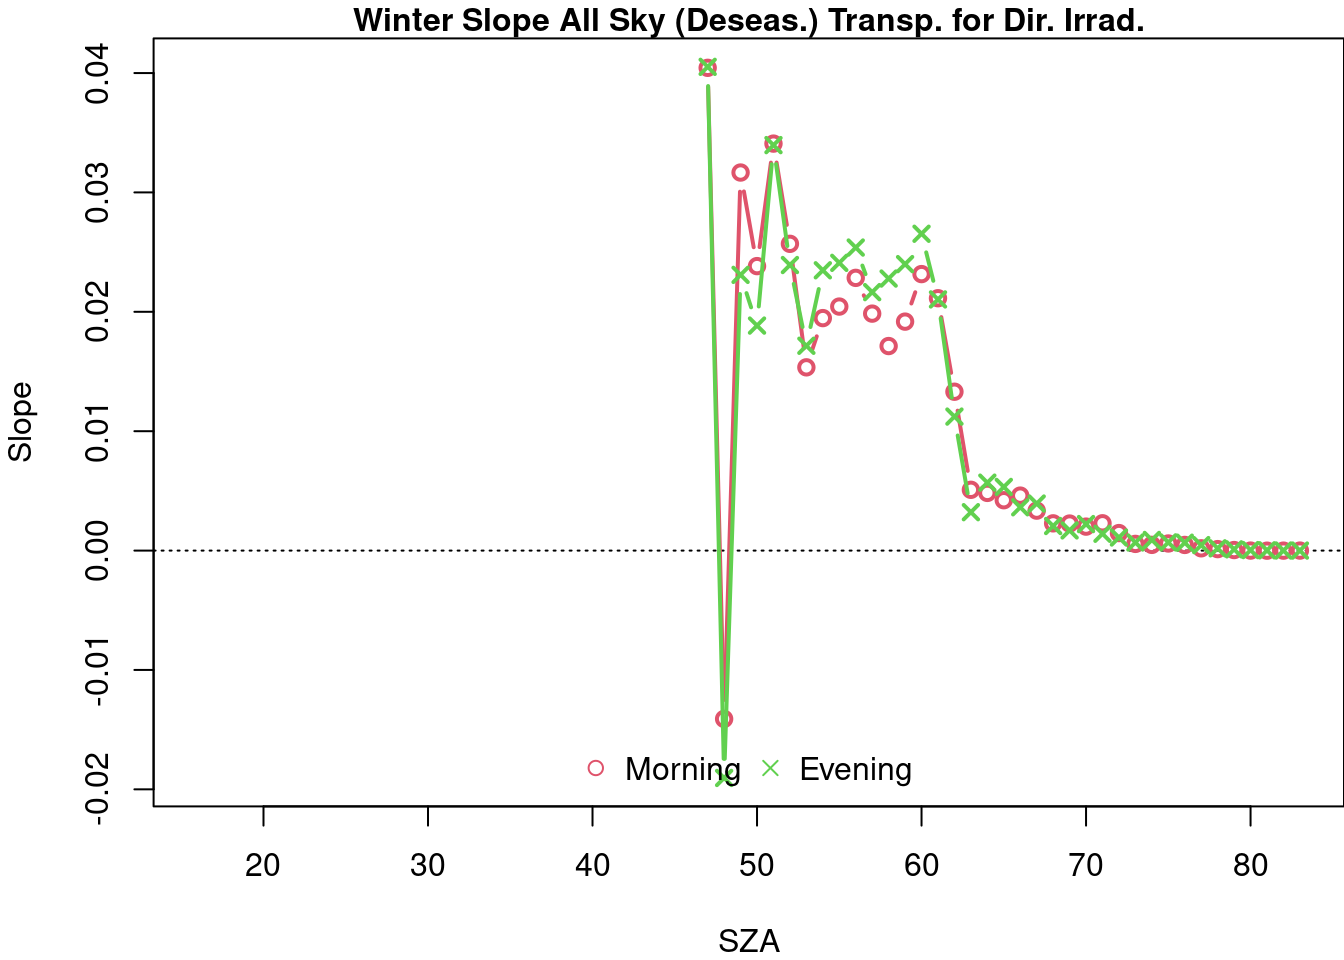 Winter Slope All Sky (Deseas.) Transp. for Dir. Irrad.
Slope
0.04
0.03
0.02
0.01
0.00
-0.01
-0.02
Morning Evening
20 30 40 50 60 70 80
SZA